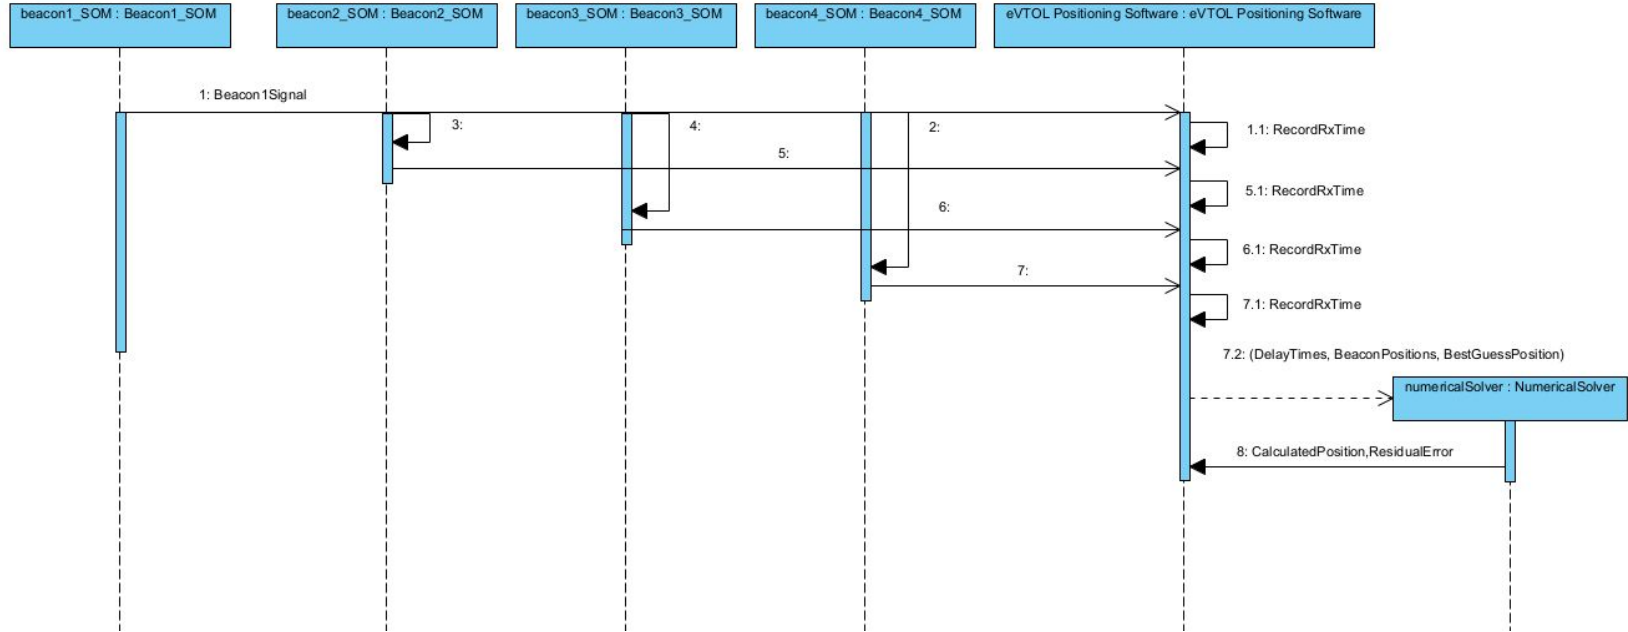 beacon1_SOM : Beacon1_SOM
beacon2_SOM : Beacon2_SOM
beacon3_SOM : Beacon3_SOM
beacon4_SOM : Beacon4_SOM
eVTOL Positioning Software : eVTOL Positioning Software
1: Beacon1Signal
3:
4:
2:
1.1: RecordRxTime
5:
5.1: RecordRxTime
6:
6.1: RecordRxTime
7:
7.1: RecordRxTime
7.2: (DelayTimes, BeaconPositions, BestGuessPosition)
numericalSolver : NumericalSolver
8: CalculatedPosition,ResidualError